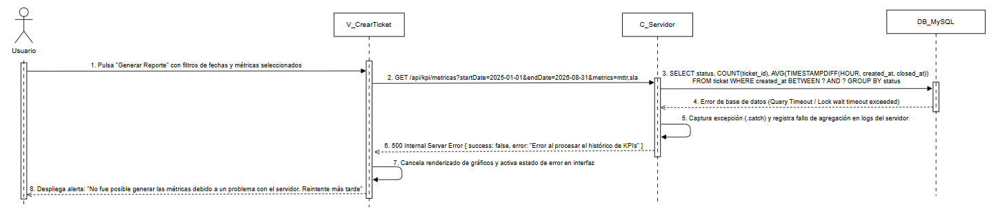 Usuario
V_CrearTicket
C_Servidor
DB_MySQL
1. Pulsa "Generar Reporte" con filtros de fechas y métricas seleccionados
2. GET /api/kpi/metricas?startDate=2025-01-01&endDate=2026-08-31&metrics=mttr,sla
3. SELECT status, COUNT(ticket_id), AVG(TIMESTAMPDIFF(HOUR, created_at, closed_at))
FROM ticket WHERE created_at BETWEEN ? AND ? GROUP BY status
4. Error de base de datos (Query Timeout / Lock wait timeout exceeded)
5. Captura excepción (.catch) y registra fallo de agregación en logs del servidor
6. 500 Internal Server Error { success: false, error: "Error al procesar el histórico de KPIs" }
7. Cancela renderizado de gráficos y activa estado de error en interfaz
8. Despliega alerta: "No fue posible generar las métricas debido a un problema con el servidor. Reintente más tarde"